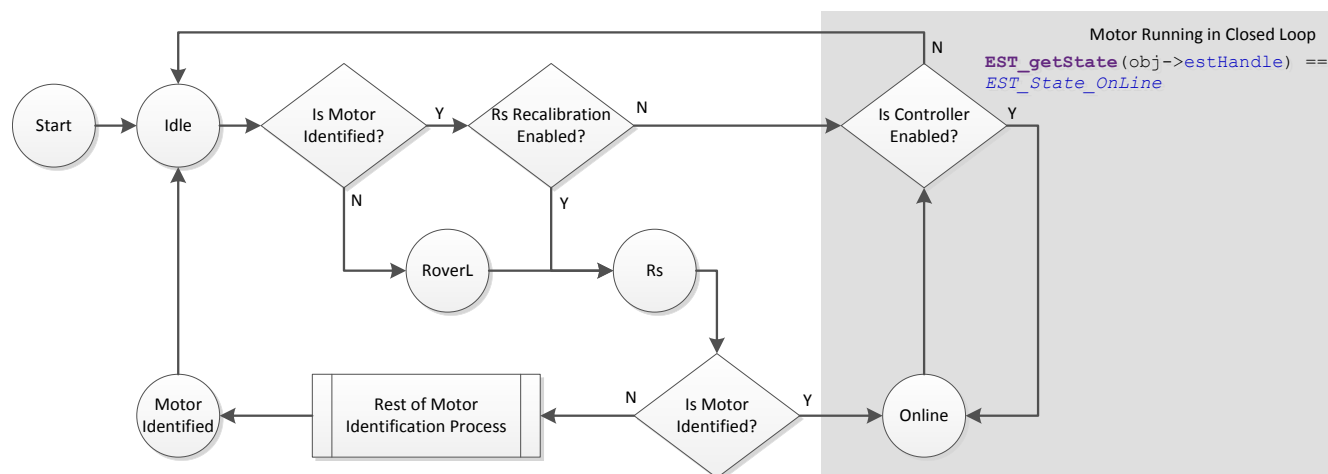 Motor Running in Closed Loop
EST_getState(obj->estHandle) ==
EST_State_OnLine
N
Start
Idle
Is Motor
Identified?
Y
Rs Recalibration
Enabled?
N
Is Controller
Enabled?
Y
N
Y
RoverL
Rs
Motor
Identified
Rest of Motor
Identification Process
N
Is Motor
Identified?
Y
Online